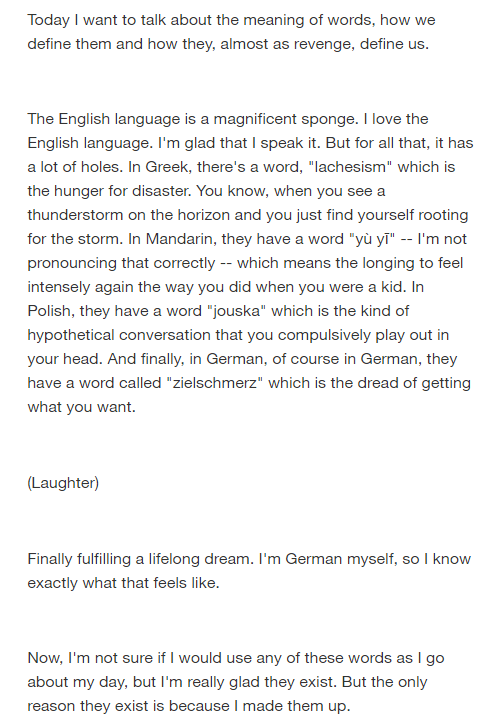 Today I want to talk about the meaning of words, how we
define them and how they, almost as revenge, define us.
The English language is a magnificent sponge. I love the
English language. I'm glad that I speak it. But for all that, it has
a lot of holes. In Greek, there's a word, "lachesism" which is
the hunger for disaster. You know, when you see a
thunderstorm on the horizon and you just find yourself rooting
for the storm. In Mandarin, they have a word "yù yī" -- I'm not
pronouncing that correctly -- which means the longing to feel
intensely again the way you did when you were a kid. In
Polish, they have a word "jouska" which is the kind of
hypothetical conversation that you compulsively play out in
your head. And finally, in German, of course in German, they
have a word called "zielschmerz" which is the dread of getting
what you want.
(Laughter)
Finally fulfilling a lifelong dream. I'm German myself, so I know
exactly what that feels like.
Now, I'm not sure if I would use any of these words as I go
about my day, but I'm really glad they exist. But the only
reason they exist is because I made them up.